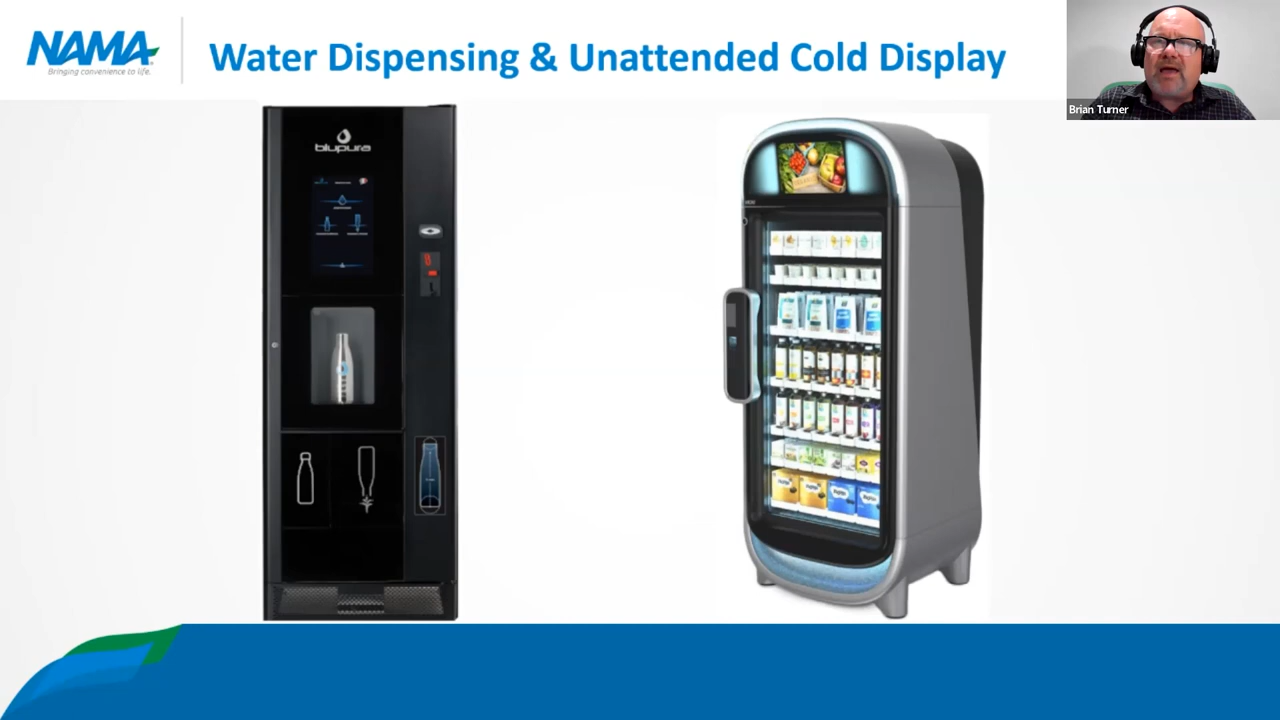 NAMA
Bringing convenience to life.
Water Dispensing & Unattended Cold Display
Brian Turner
blupura